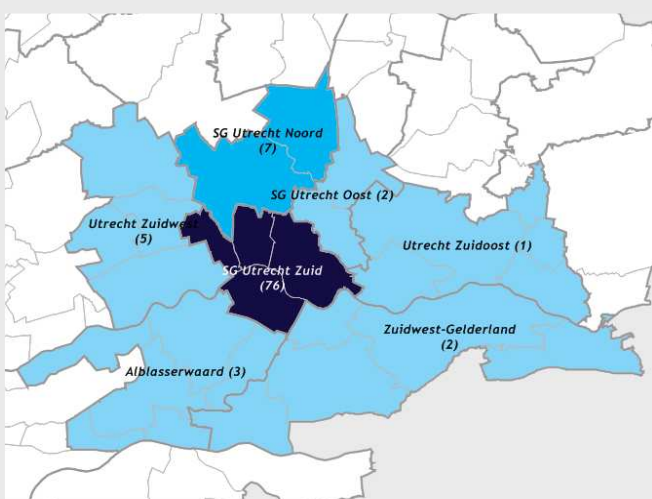 SG Utrecht Noord
(7)
SG Utrecht Oost (2)
Utrecht Zuidwest
(5)
Utrecht Zuidoost (1)
SG Utrecht Zuid
(76)
Zuidwest-Gelderland
(2)
Alblasserwaard (3)